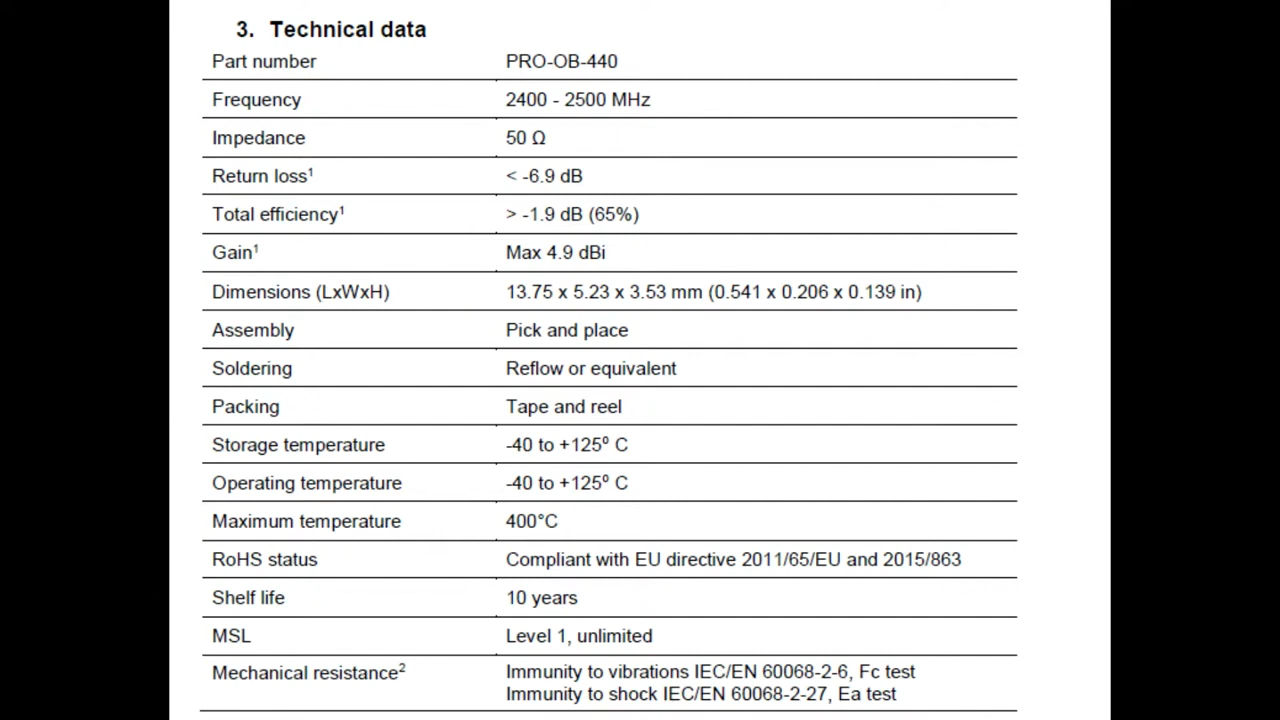 3. Technical data
Part number PRO-OB-440
Frequency 2400 - 2500 MHz
Impedance 50 Ω
Return loss¹ < -6.9 dB
Total efficiency¹ > -1.9 dB (65%)
Gain¹ Max 4.9 dBi
Dimensions (LxWxH) 13.75 x 5.23 x 3.53 mm (0.541 x 0.206 x 0.139 in)
Assembly Pick and place
Soldering Reflow or equivalent
Packing Tape and reel
Storage temperature -40 to +125º C
Operating temperature -40 to +125º C
Maximum temperature 400°C
RoHS status Compliant with EU directive 2011/65/EU and 2015/863
Shelf life 10 years
MSL Level 1, unlimited
Mechanical resistance² Immunity to vibrations IEC/EN 60068-2-6, Fc test
Immunity to shock IEC/EN 60068-2-27, Ea test